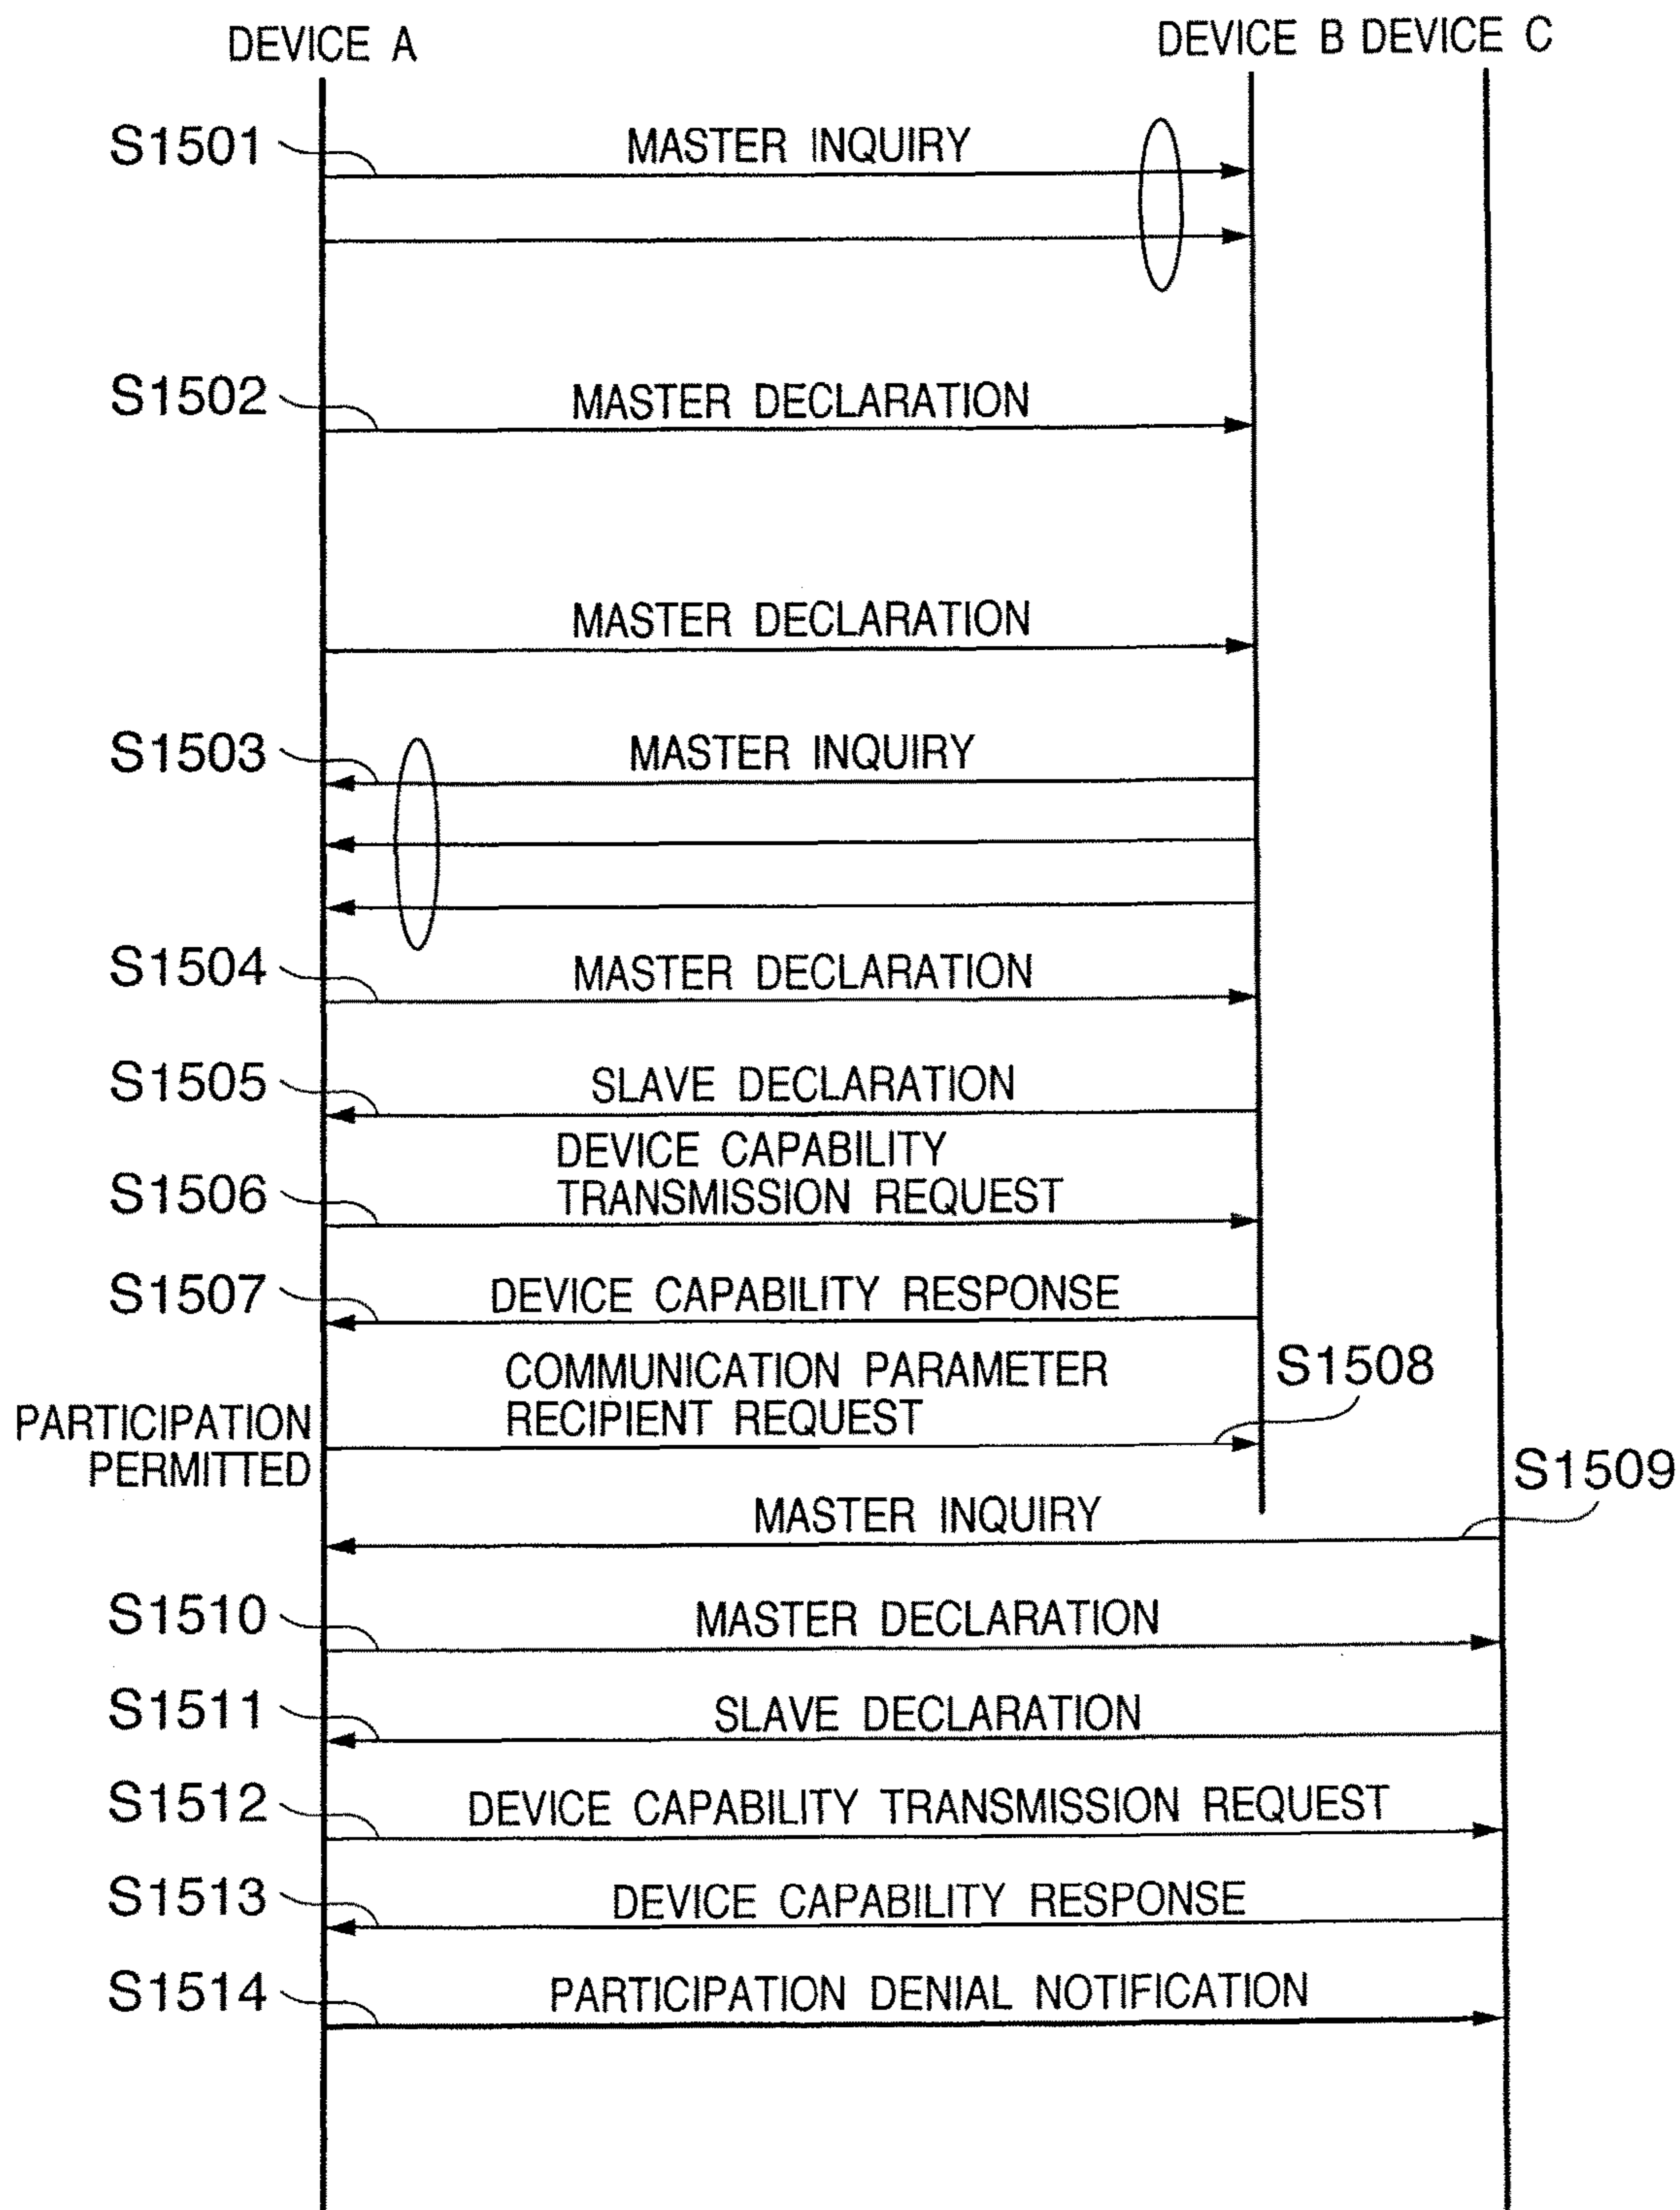 DEVICE A
DEVICE B
DEVICE C
S1501
MASTER INQUIRY
S1502
MASTER DECLARATION
MASTER DECLARATION
S1503
MASTER INQUIRY
S1504
MASTER DECLARATION
S1505
SLAVE DECLARATION
DEVICE CAPABILITY
S1506
TRANSMISSION REQUEST
S1507
DEVICE CAPABILITY RESPONSE
COMMUNICATION PARAMETER
RECIPIENT REQUEST
S1508
PARTICIPATION
PERMITTED
S1509
MASTER INQUIRY
S1510
MASTER DECLARATION
S1511
SLAVE DECLARATION
S1512
DEVICE CAPABILITY TRANSMISSION REQUEST
S1513
DEVICE CAPABILITY RESPONSE
S1514
PARTICIPATION DENIAL NOTIFICATION